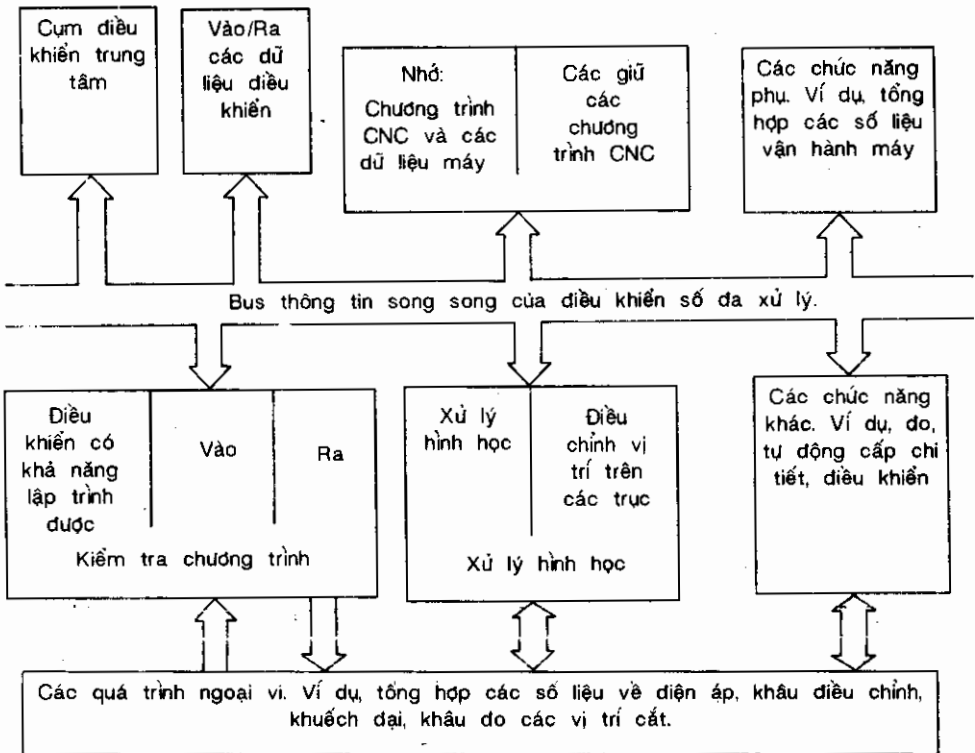 Cụm điều
khiển trung
tâm
Vào/Ra
các dữ
liệu điều
khiển
Nhớ:
Chương trình
CNC và các
dữ liệu máy
Các giữ
các
chương
trình CNC
Các chức năng
phụ. Ví dụ, tổng
hợp các số liệu
vận hành máy
Bus thông tin song song của điều khiển số đa xử lý.
Điều
khiển có
khả năng
lập trình
được
Vào
Ra
Kiểm tra chương trình
Xử lý
hình học
Điều
chỉnh vị
trí trên
các trục
Xử lý hình học
Các chức năng
khác. Ví dụ, đo,
tự động cấp chi
tiết, điều khiển
Các quá trình ngoại vi. Ví dụ, tổng hợp các số liệu về điện áp, khâu điều chỉnh,
khuếch đại, khâu đo các vị trí cắt.